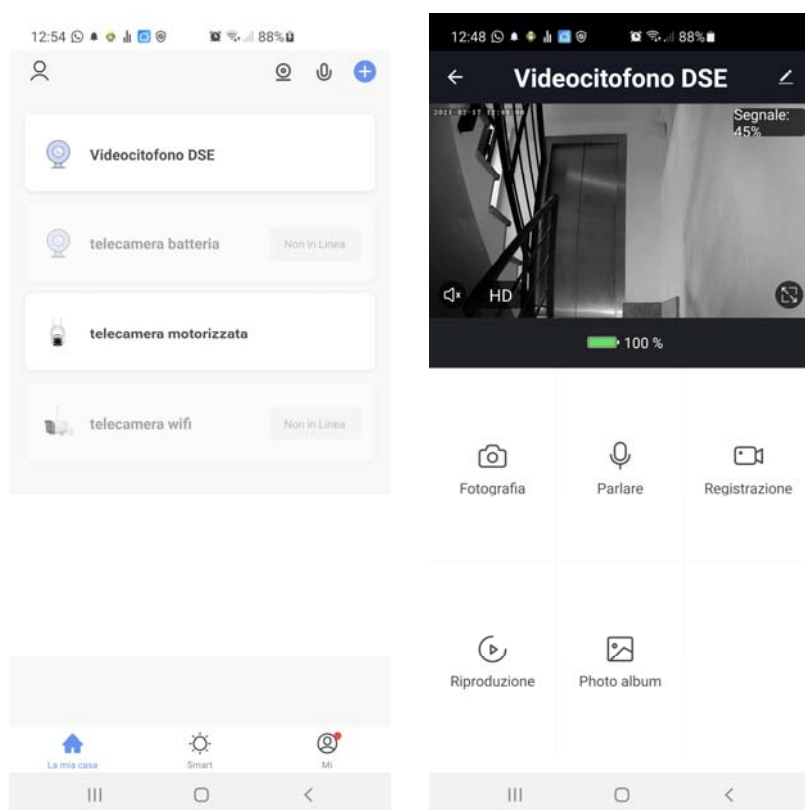 12:54 88%
Videocitofono DSE
telecamera batteria Non in Linea
telecamera motorizzata
telecamera wifi Non in Linea
La mia casa Smart Mi
12:48 88%
Videocitofono DSE
Segnale:
45%
HD
100 %
Fotografia Parlare Registrazione
Riproduzione Photo album